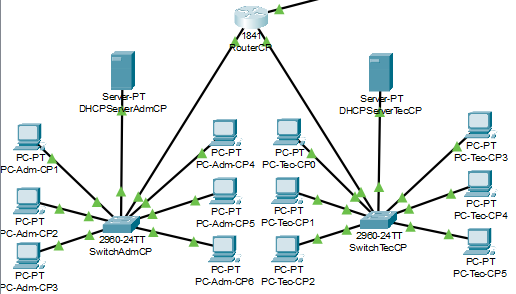 1841
RouterCP
Server-PT
DHCPServerAdmCP
Server-PT
DHCPServerTecCP
PC-PT
PC-Adm-CP1
PC-PT
PC-Adm-CP4
PC-PT
PC-Tec-CP0
PC-PT
PC-Tec-CP3
PC-PT
PC-Adm-CP2
PC-PT
PC-Adm-CP5
PC-PT
PC-Tec-CP1
PC-PT
PC-Tec-CP4
2960-24TT
SwitchAdmCP
2960-24TT
SwitchTecCP
PC-PT
PC-Adm-CP3
PC-PT
PC-Adm-CP6
PC-PT
PC-Tec-CP2
PC-PT
PC-Tec-CP5